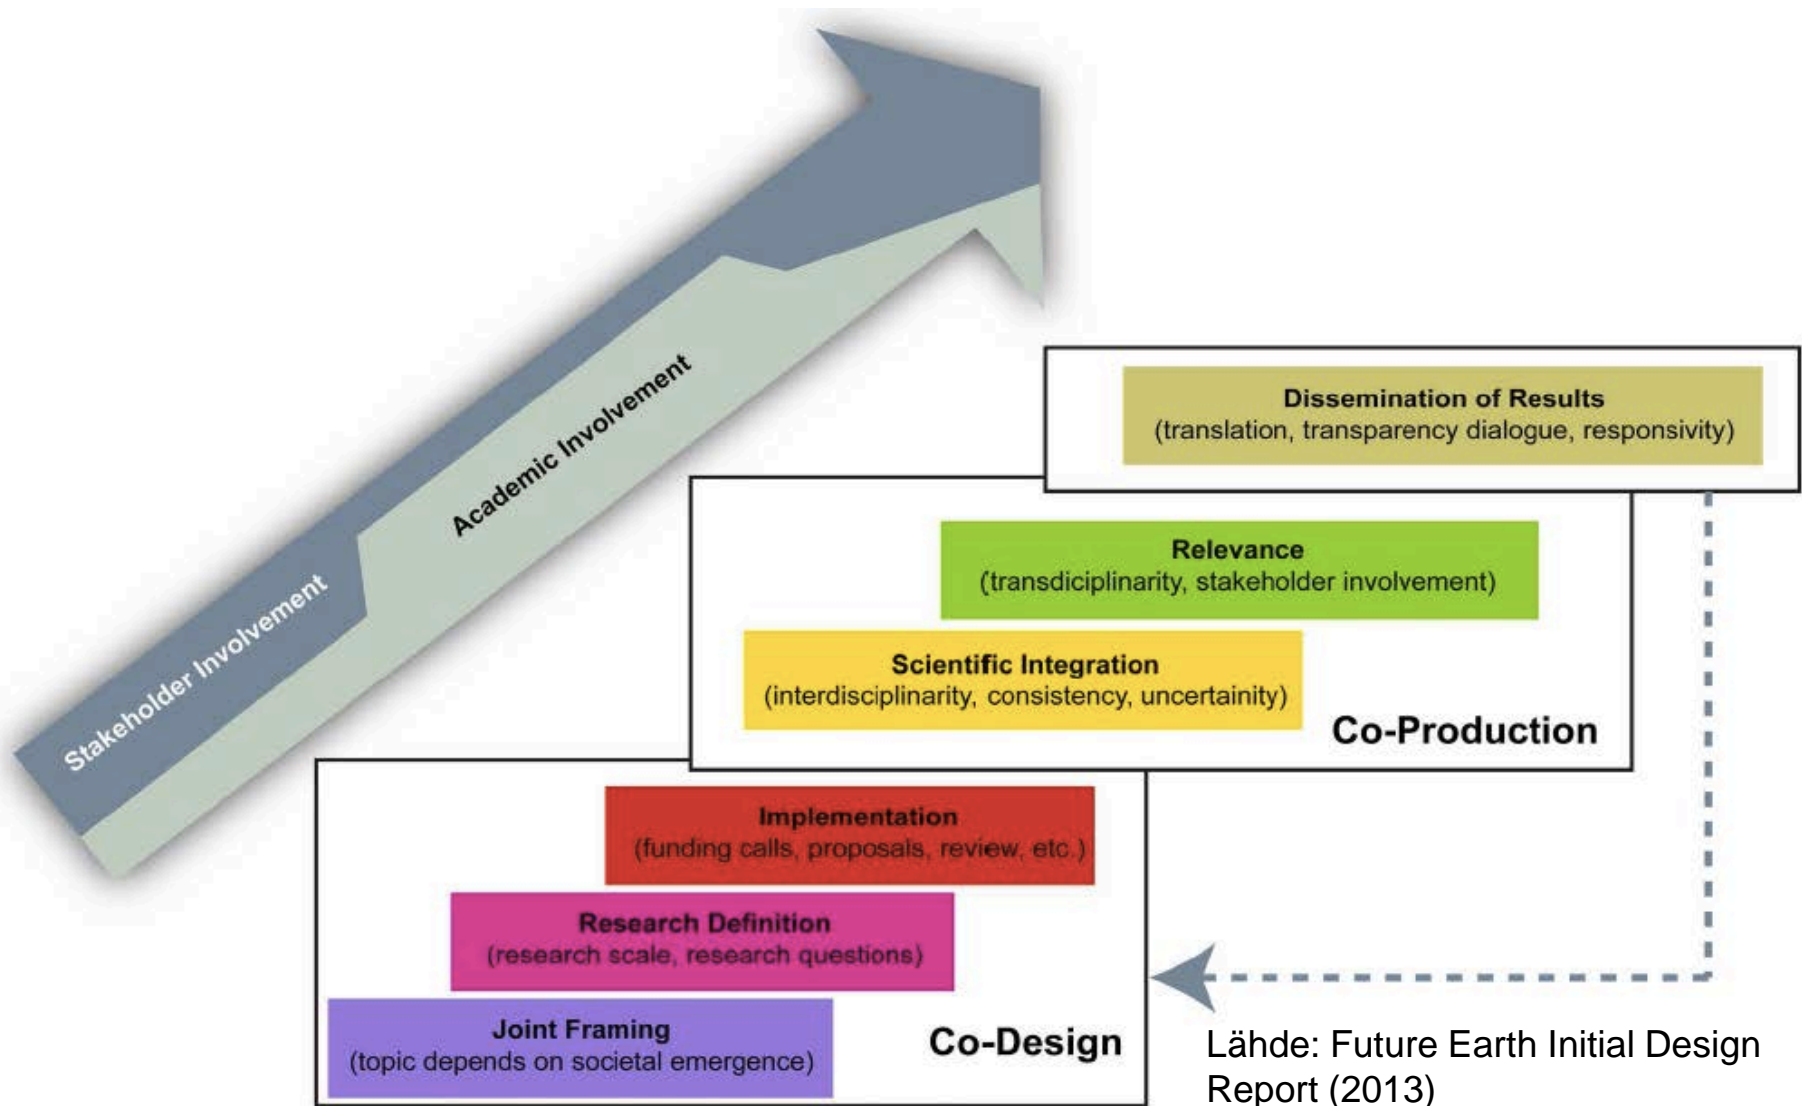 Stakeholder Involvement
Academic Involvement
Dissemination of Results
(translation, transparency dialogue, responsivity)
Relevance
(transdiciplinarity, stakeholder involvement)
Scientific Integration
(interdisciplinarity, consistency, uncertainity)
Co-Production
Implementation
(funding calls, proposals, review, etc.)
Research Definition
(research scale, research questions)
Joint Framing
(topic depends on societal emergence)
Co-Design
Lähde: Future Earth Initial Design
Report (2013)